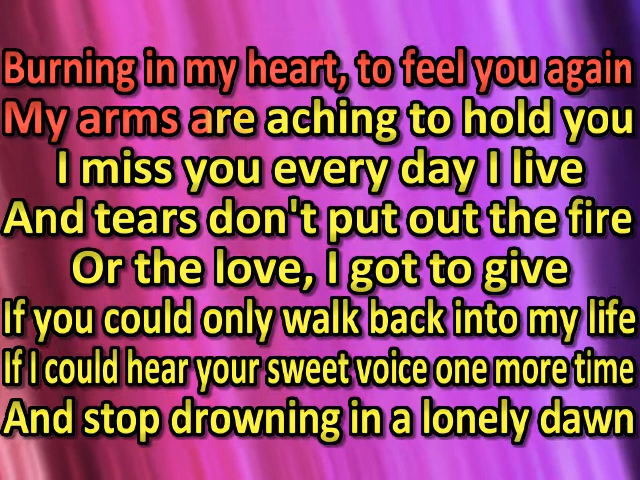 Burning in my heart, to feel you again
My arms are aching to hold you
I miss you every day I live
And tears don't put out the fire
Or the love, I got to give
If you could only walk back into my life
If I could hear your sweet voice one more time
And stop drowning in a lonely dawn